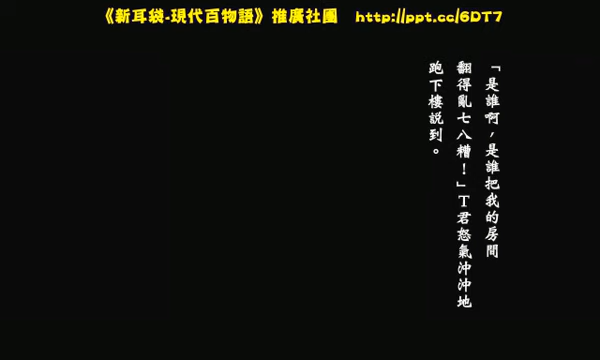 《新耳袋-現代百物語》推廣社團 http://ppt.cc/6DT7
「是誰啊，是誰把我的房間
翻得亂七八糟！」T君怒氣沖沖地
跑下樓說到。